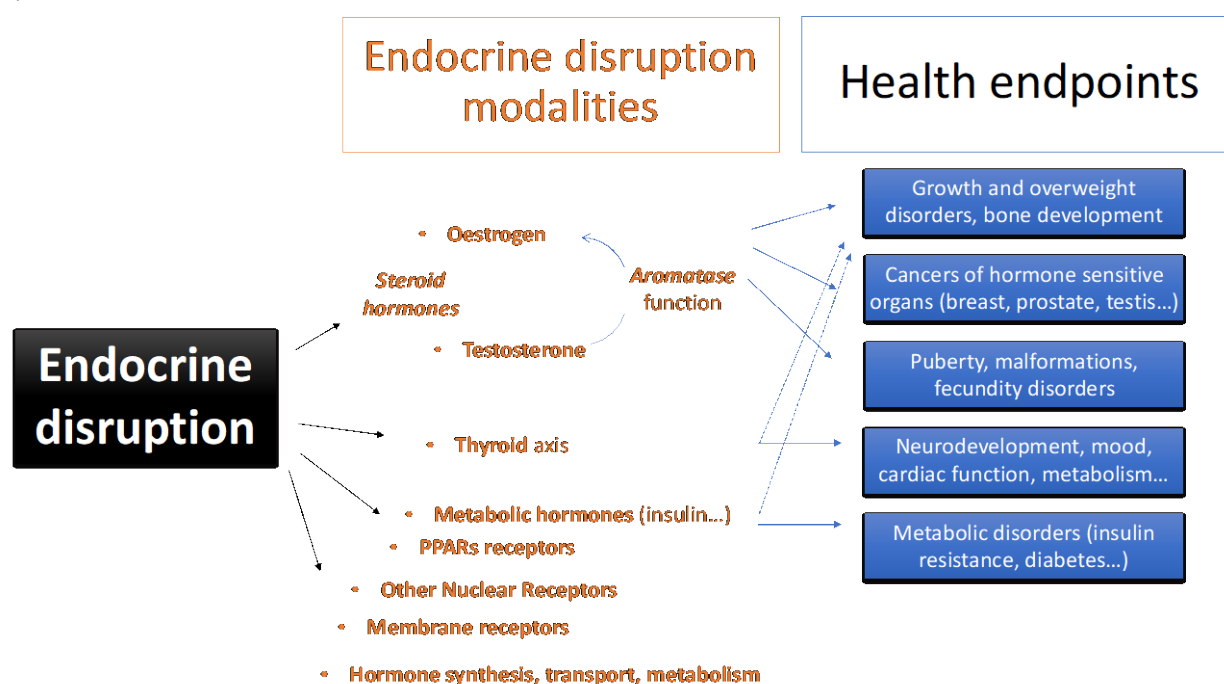 Endocrine disruption
modalities
Health endpoints
Endocrine
disruption
• Oestrogen
Steroid
hormones
Aromatase
function
• Testosterone
• Thyroid axis
• Metabolic hormones (insulin…)
• PPARs receptors
• Other Nuclear Receptors
• Membrane receptors
• Hormone synthesis, transport, metabolism
Growth and overweight
disorders, bone development
Cancers of hormone sensitive
organs (breast, prostate, testis…)
Puberty, malformations,
fecundity disorders
Neurodevelopment, mood,
cardiac function, metabolism…
Metabolic disorders (insulin
resistance, diabetes…)